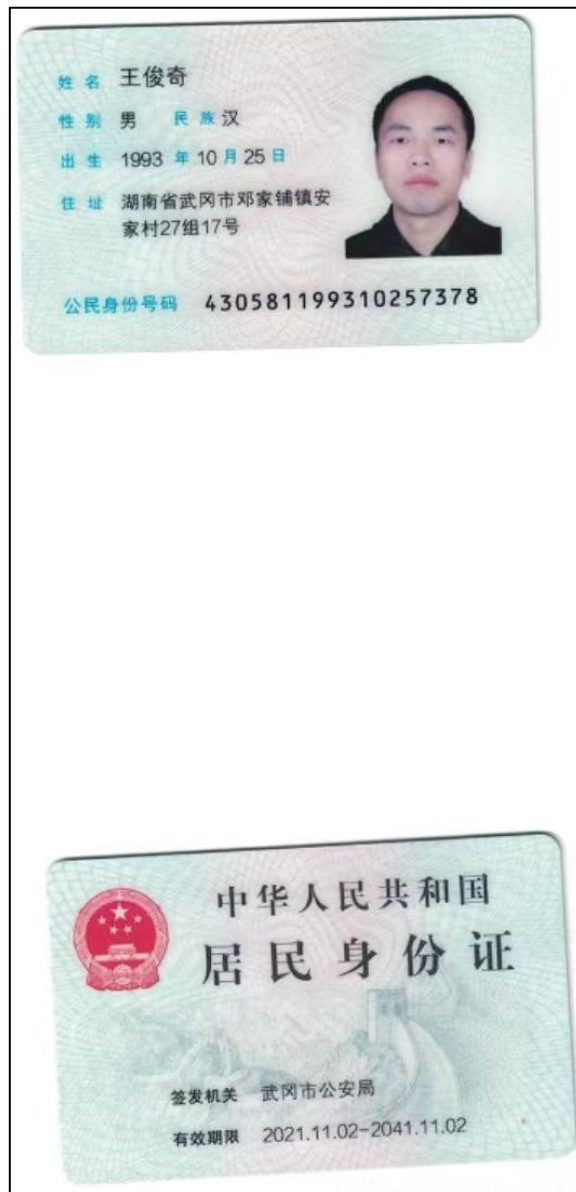 姓名 王俊奇
性别 男 民族 汉
出生 1993 年 10 月 25 日
住址 湖南省武冈市邓家铺镇安
家村27组17号
公民身份号码 430581199310257378
中华人民共和国
居民身份证
签发机关 武冈市公安局
有效期限 2021.11.02-2041.11.02